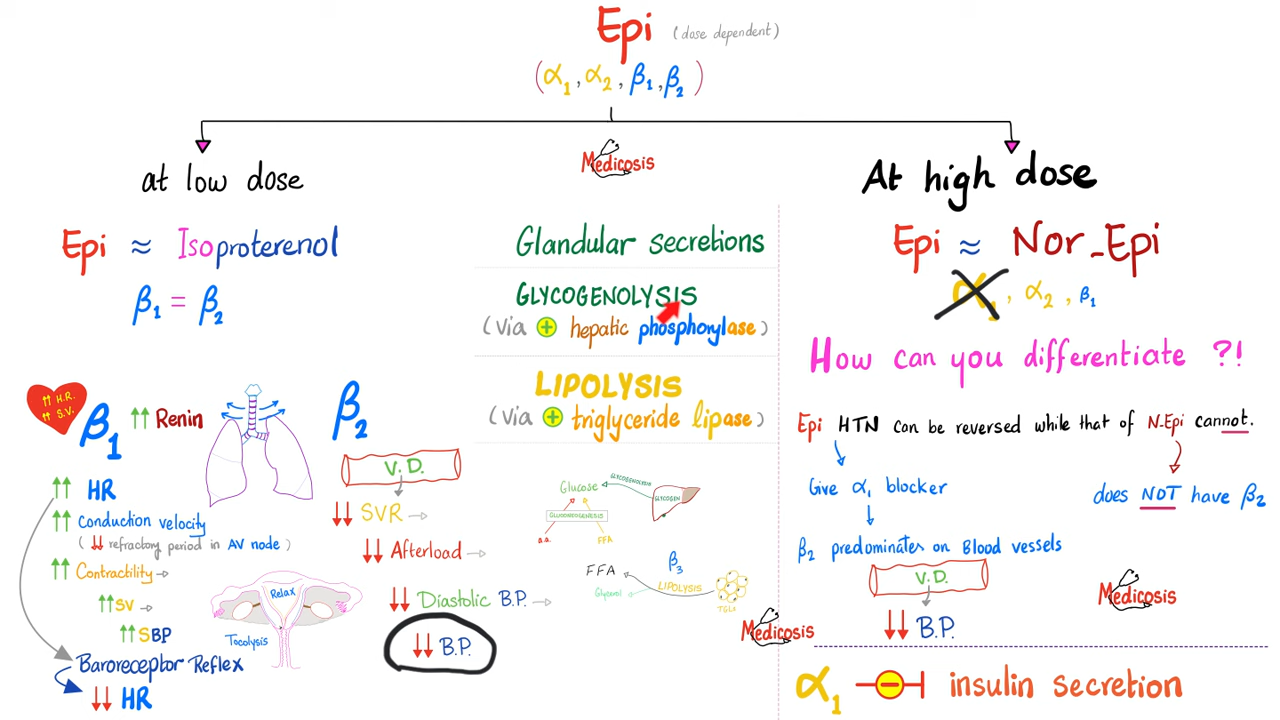 Epi (dose dependent)
(α₁, α₂, β₁, β₂)
Medicosis
at low dose
Epi ≈ Isoproterenol
β₁ = β₂
↑↑ H.R.
↑↑ S.V.
β₁ ↑↑ Renin
↑↑ HR
↑↑ Conduction velocity
(↓↓ refractory period in AV node)
↑↑ Contractility →
↑↑ SV →
↑↑ SBP
Baroreceptor Reflex
↓↓ HR
Relax
Tocolysis
β₂
V.D.
↓↓ SVR →
↓↓ Afterload →
↓↓ Diastolic B.P. →
↓↓ B.P.
Glandular secretions
GLYCOGENOLYSIS
(via + hepatic phosphorylase)
LIPOLYSIS
(via + triglyceride lipase)
Glucose
GLYCOGENOLYSIS
GLYCOGEN
GLUCONEOGENESIS
a.a.
FFA
β₃
FFA
Glycerol
LIPOLYSIS
TGLs
Medicosis
At high dose
Epi ≈ Nor_Epi
α₁, α₂, β₁
How can you differentiate ?!
Epi HTN can be reversed while that of N.Epi cannot.
Give α₁ blocker
does NOT have β₂
β₂ predominates on Blood vessels
V.D.
↓↓ B.P.
Medicosis
α₁ ⊖ insulin secretion